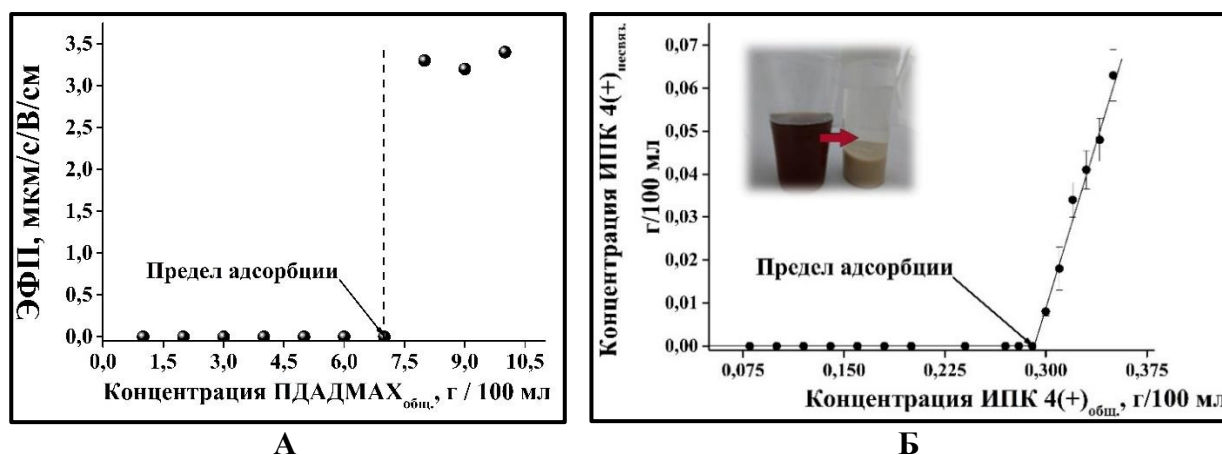 ЭФП, мкм/с/В/см
3,5
3,0
2,5
2,0
1,5
1,0
0,5
0,0
Предел адсорбции
0,0 1,5 3,0 4,5 6,0 7,5 9,0 10,5
Концентрация ПДАДМАХобщ., г / 100 мл
А
Концентрация ИПК 4(+)несвяз.
г/100 мл
0,07
0,06
0,05
0,04
0,03
0,02
0,01
0,00
Предел адсорбции
0,075 0,150 0,225 0,300 0,375
Концентрация ИПК 4(+)общ., г/100 мл
Б